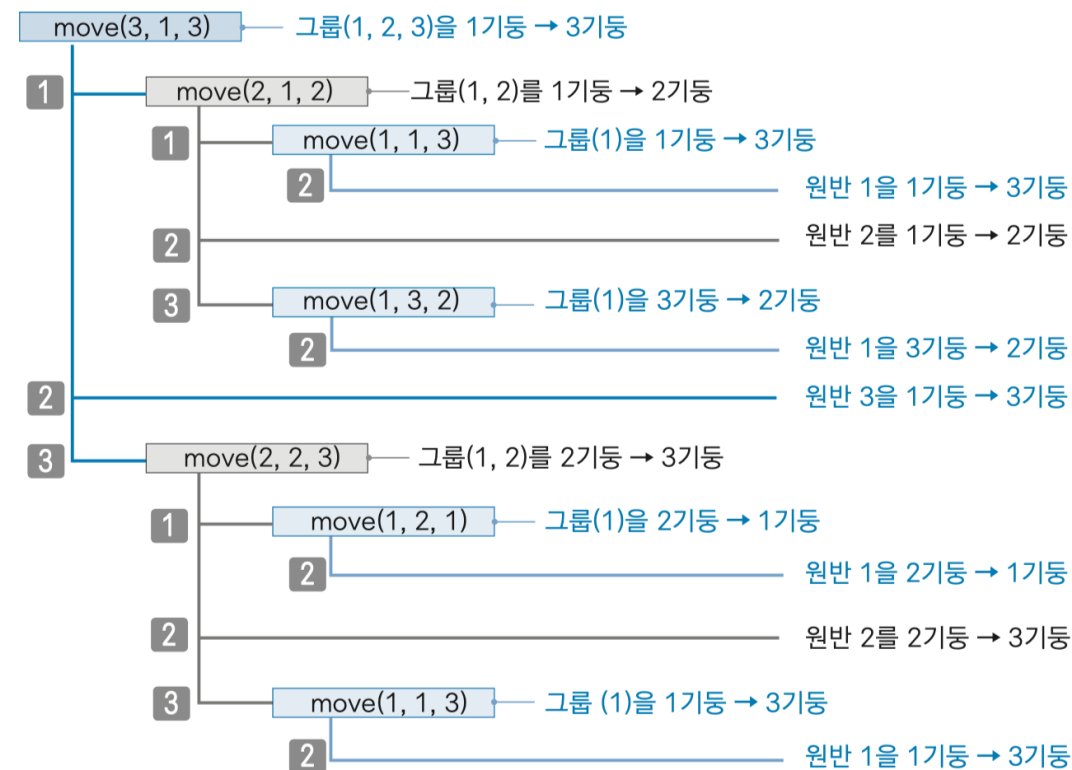 move(3, 1, 3) 그룹(1, 2, 3)을 1기둥 → 3기둥
1 move(2, 1, 2) 그룹(1, 2)를 1기둥 → 2기둥
1 move(1, 1, 3) 그룹(1)을 1기둥 → 3기둥
2 원반 1을 1기둥 → 3기둥
2 원반 2를 1기둥 → 2기둥
3 move(1, 3, 2) 그룹(1)을 3기둥 → 2기둥
2 원반 1을 3기둥 → 2기둥
2 원반 3을 1기둥 → 3기둥
3 move(2, 2, 3) 그룹(1, 2)를 2기둥 → 3기둥
1 move(1, 2, 1) 그룹(1)을 2기둥 → 1기둥
2 원반 1을 2기둥 → 1기둥
2 원반 2를 2기둥 → 3기둥
3 move(1, 1, 3) 그룹 (1)을 1기둥 → 3기둥
2 원반 1을 1기둥 → 3기둥